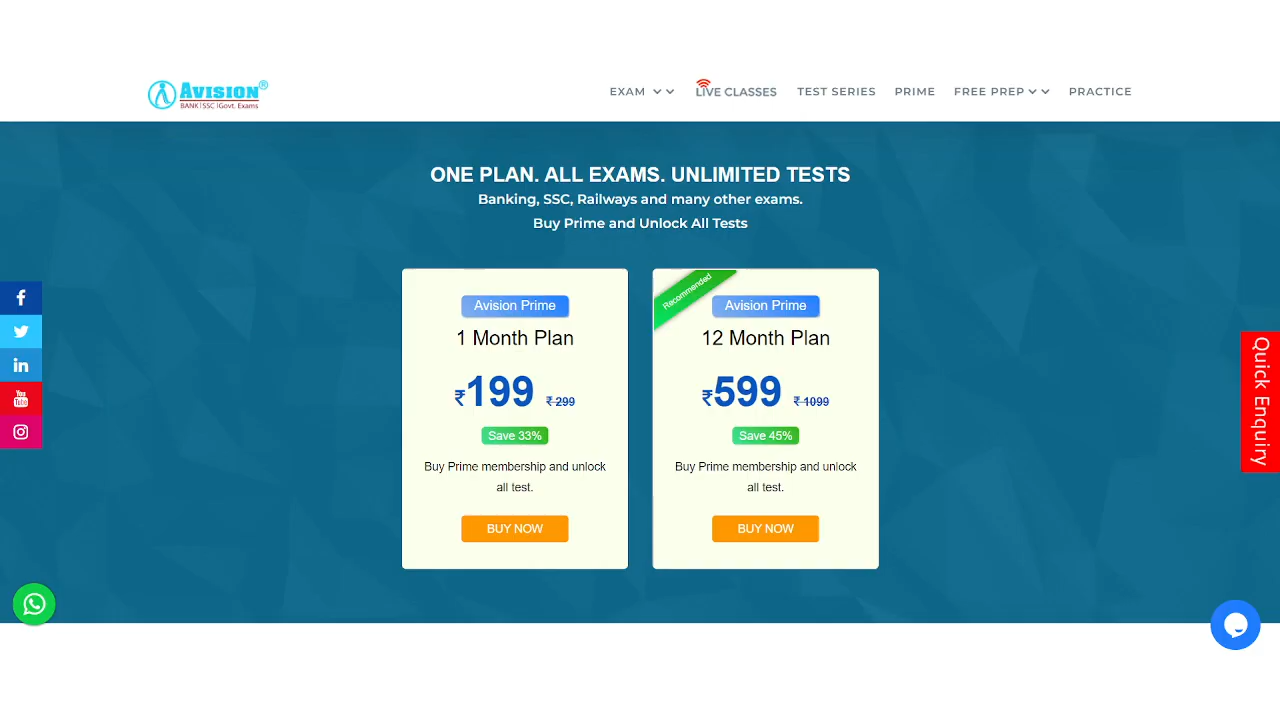 AVISION®
BANK|SSC|Govt. Exams
EXAM
LIVE CLASSES
TEST SERIES
PRIME
FREE PREP
PRACTICE
ONE PLAN. ALL EXAMS. UNLIMITED TESTS
Banking, SSC, Railways and many other exams.
Buy Prime and Unlock All Tests
Avision Prime
1 Month Plan
₹199 ₹ 299
Save 33%
Buy Prime membership and unlock
all test.
BUY NOW
Recommended
Avision Prime
12 Month Plan
₹599 ₹ 1099
Save 45%
Buy Prime membership and unlock
all test.
BUY NOW
You
Tube
Quick Enquiry